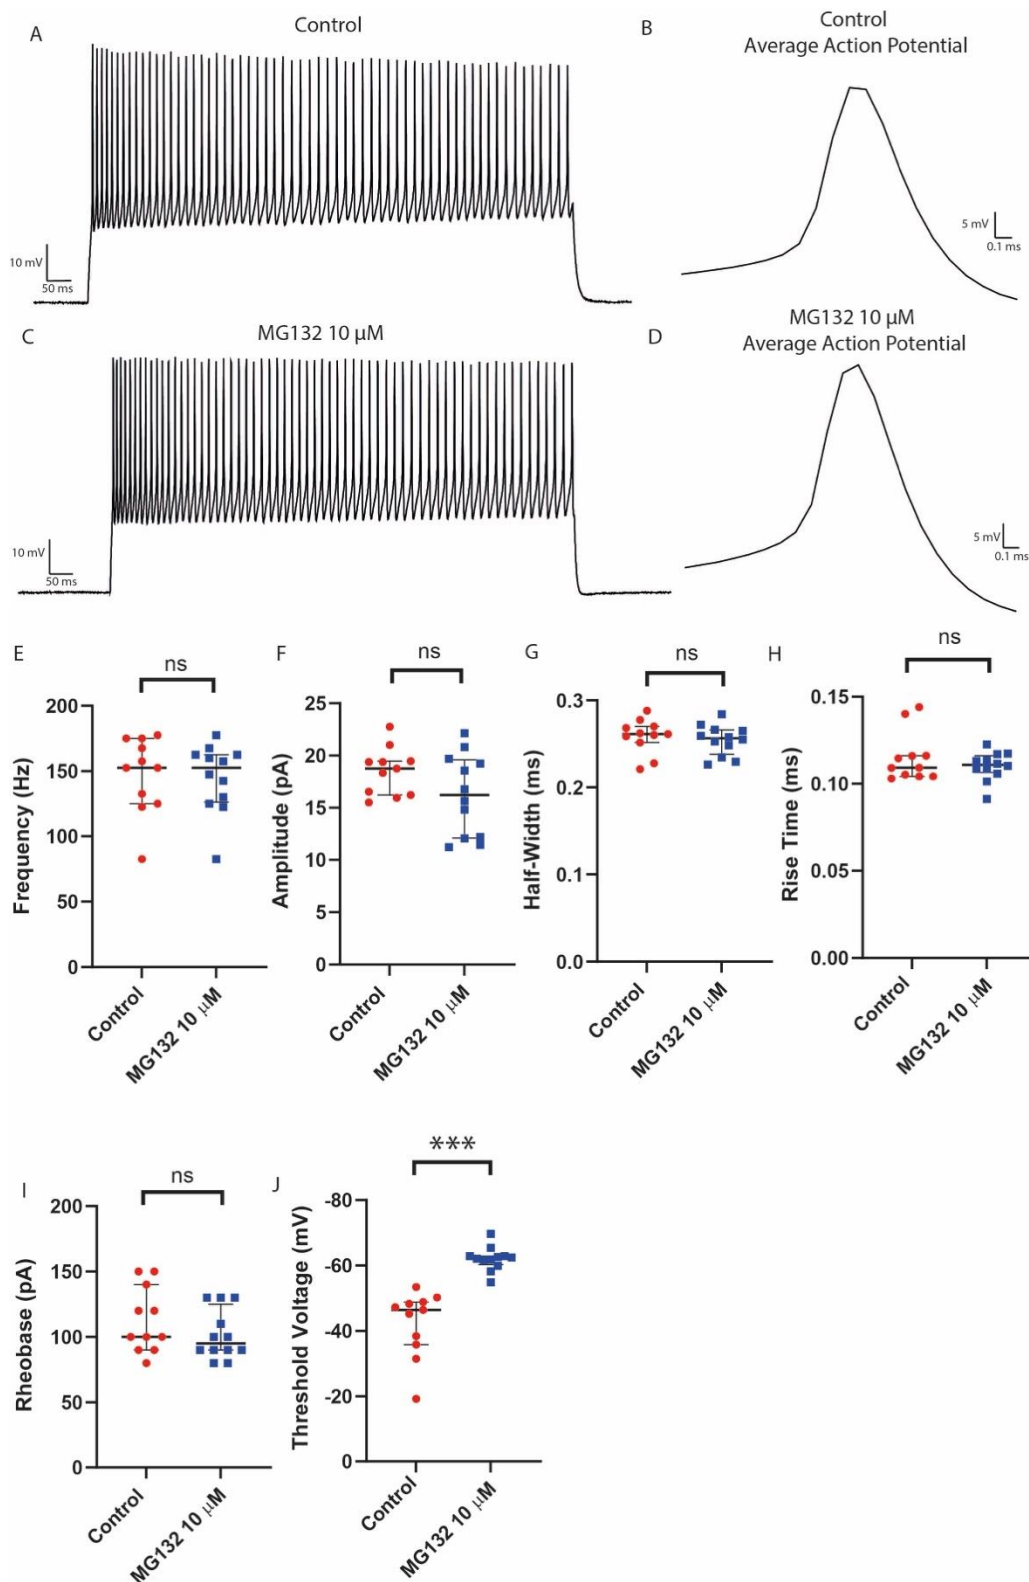 A
Control
10 mV
50 ms
B
Control
Average Action Potential
5 mV
0.1 ms
C
MG132 10 µM
10 mV
50 ms
D
MG132 10 µM
Average Action Potential
5 mV
0.1 ms
E
ns
Frequency (Hz)
200
150
100
50
0
Control
MG132 10 µM
F
ns
Amplitude (pA)
25
20
15
10
5
0
Control
MG132 10 µM
G
ns
Half-Width (ms)
0.3
0.2
0.1
0.0
Control
MG132 10 µM
H
ns
Rise Time (ms)
0.15
0.10
0.05
0.00
Control
MG132 10 µM
I
ns
Rheobase (pA)
200
150
100
50
0
Control
MG132 10 µM
J
***
Threshold Voltage (mV)
-80
-60
-40
-20
0
Control
MG132 10 µM